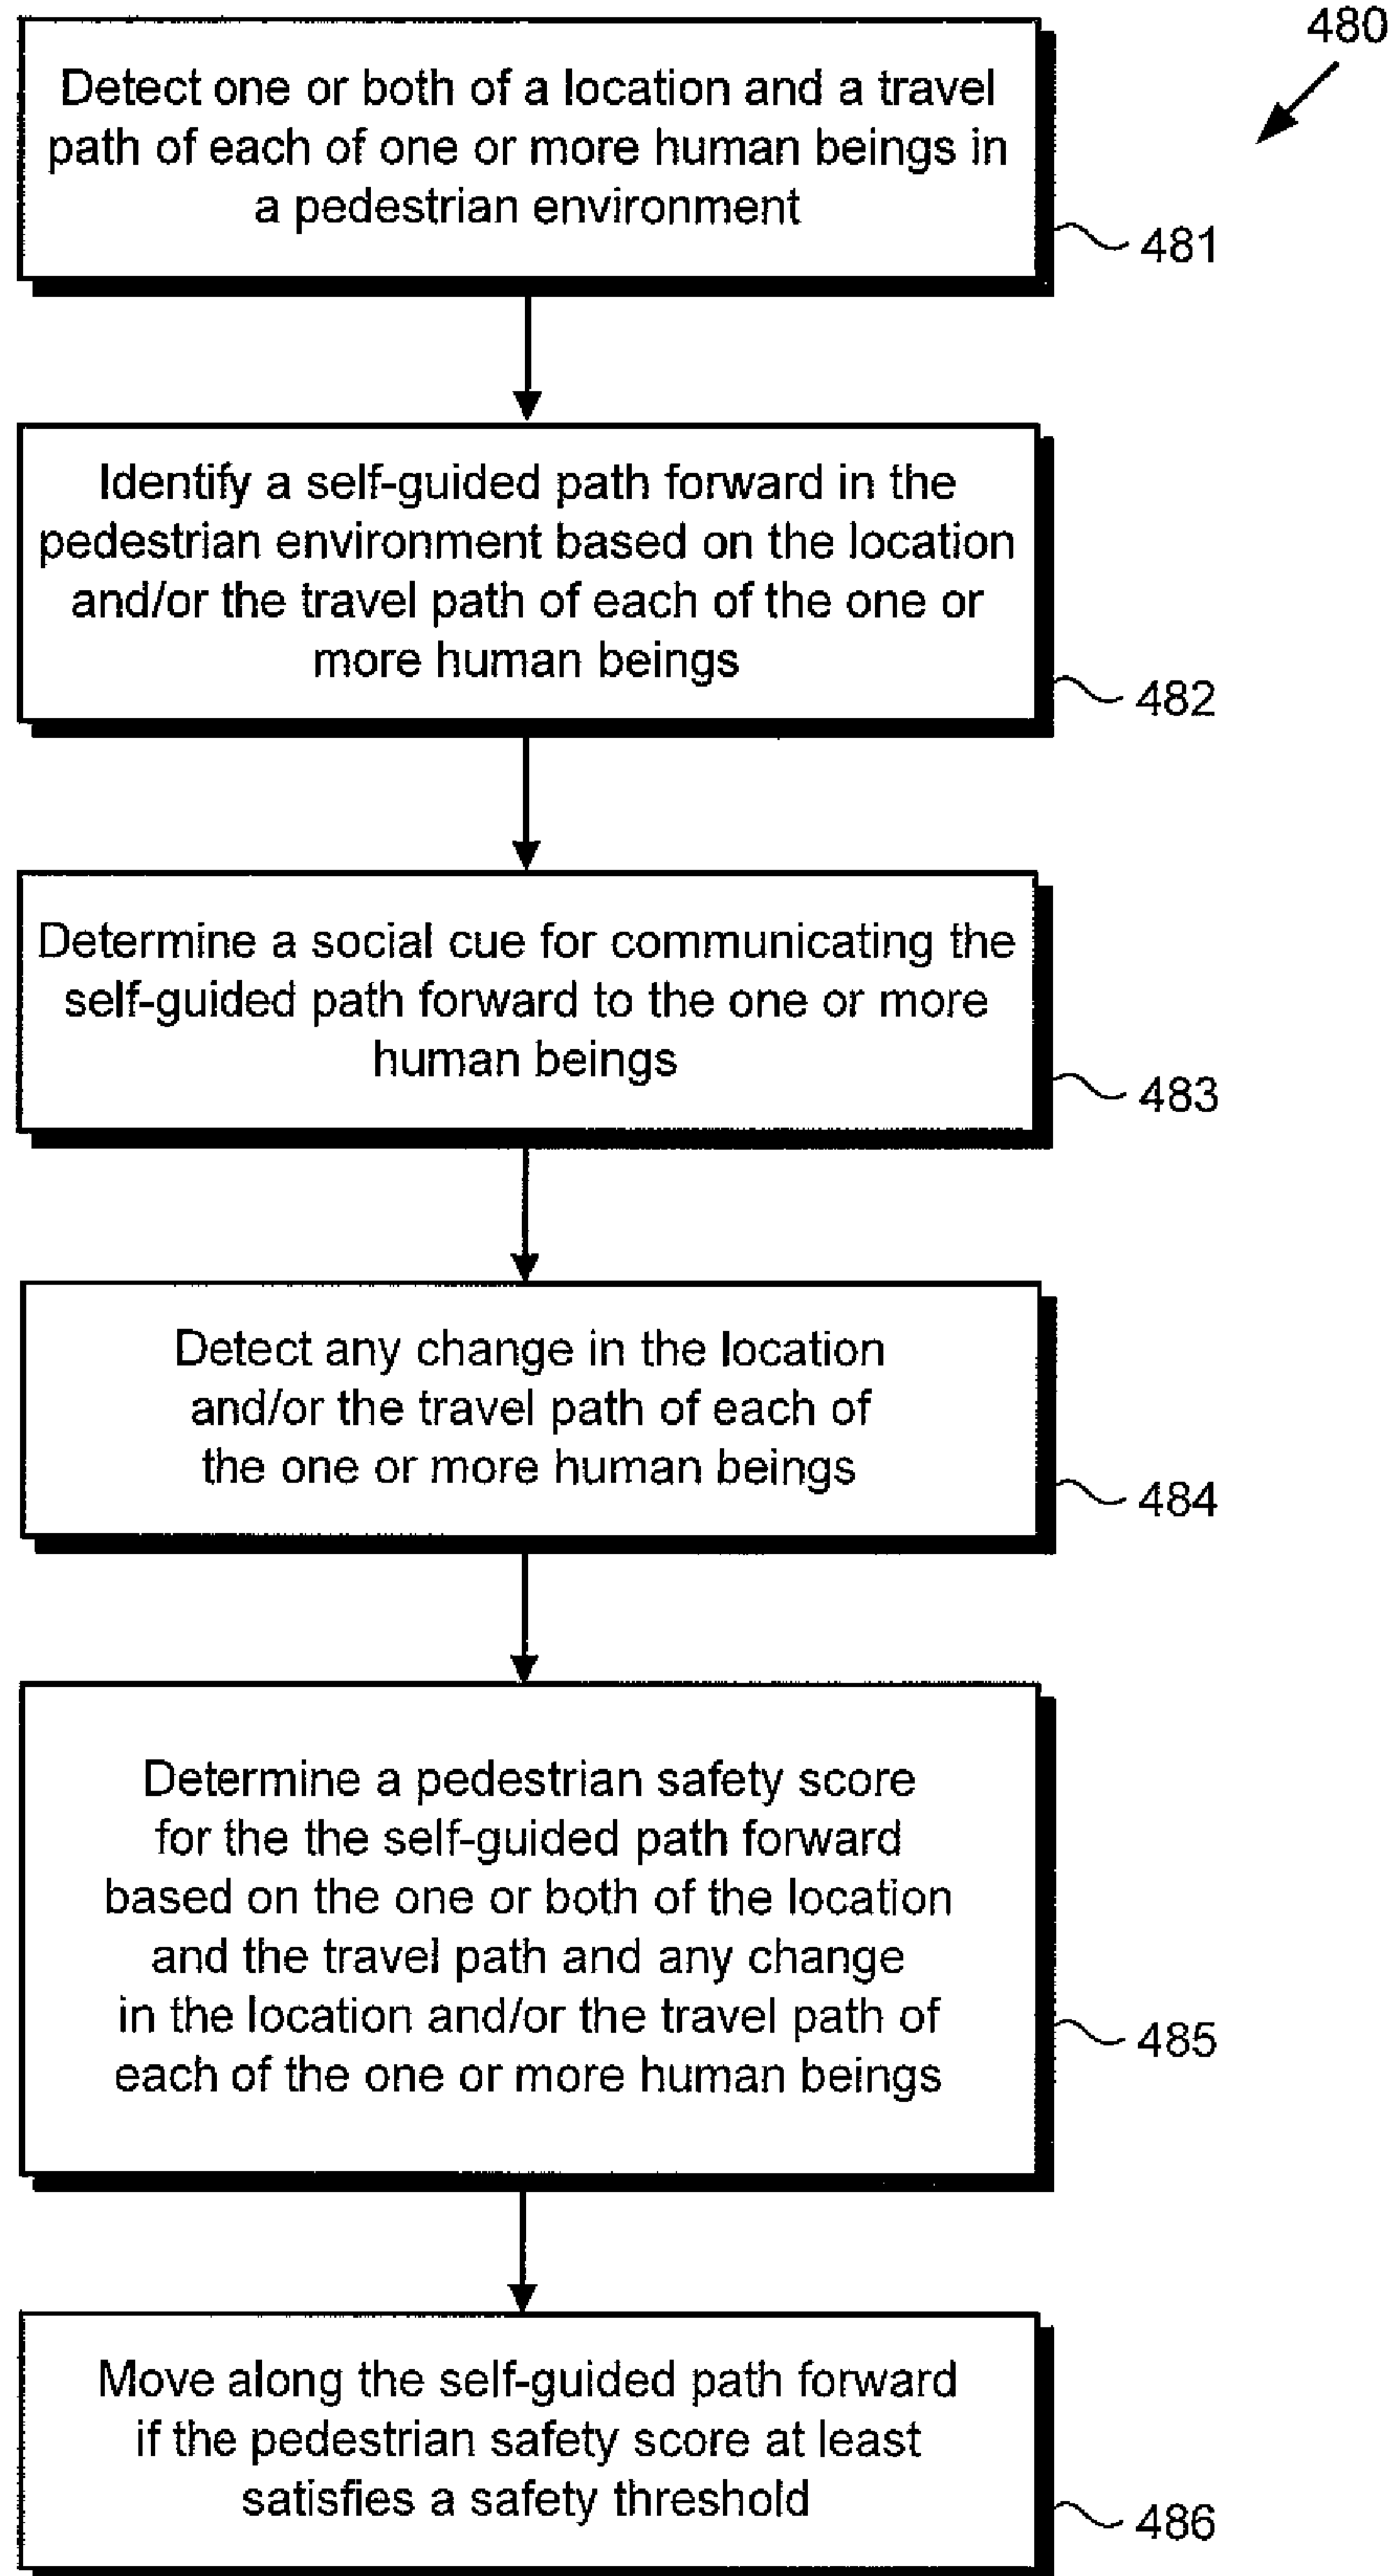 480
Detect one or both of a location and a travel
path of each of one or more human beings in
a pedestrian environment
481
Identify a self-guided path forward in the
pedestrian environment based on the location
and/or the travel path of each of the one or
more human beings
482
Determine a social cue for communicating the
self-guided path forward to the one or more
human beings
483
Detect any change in the location
and/or the travel path of each of
the one or more human beings
484
Determine a pedestrian safety score
for the the self-guided path forward
based on the one or both of the location
and the travel path and any change
in the location and/or the travel path of
each of the one or more human beings
485
Move along the self-guided path forward
if the pedestrian safety score at least
satisfies a safety threshold
486